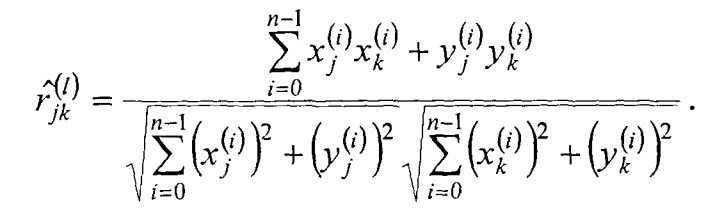 \hat{r}_{jk}^{(l)} = \frac{\sum_{i=0}^{n-1} x_j^{(i)} x_k^{(i)} + y_j^{(i)} y_k^{(i)}}{\sqrt{\sum_{i=0}^{n-1} \left(x_j^{(i)}\right)^2 + \left(y_j^{(i)}\right)^2} \sqrt{\sum_{i=0}^{n-1} \left(x_k^{(i)}\right)^2 + \left(y_k^{(i)}\right)^2}}.